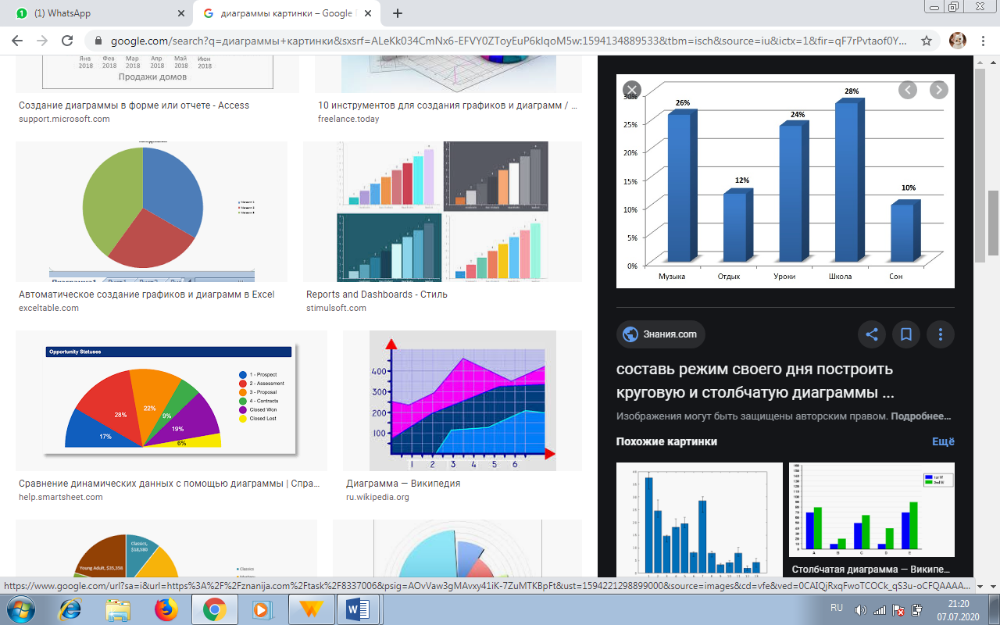 (1) WhatsApp
диаграммы картинки – Google
google.com/search?q=диаграммы+картинки&sxsrf=ALeKk034CmNx6-EFVY0ZToyEuP6kIqoM5w:1594134889533&tbm=isch&source=iu&ictx=1&fir=qF7rPvtaof0Y...
Янв Фев Мар Апр Май Июн
2018 2018 2018 2018 2018 2018
Продажи домов
Создание диаграммы в форме или отчете - Access
support.microsoft.com
10 инструментов для создания графиков и диаграмм / ...
freelance.today
Автоматическое создание графиков и диаграмм в Excel
exceltable.com
Reports and Dashboards - Стиль
stimulsoft.com
Opportunity Statuses
17% 28% 22% 9% 19% 6%
1 - Prospect
2 - Assessment
3 - Proposal
4 - Contracts
Closed Won
Closed Lost
400
300
200
100
1 2 3 4 5 6
Сравнение динамических данных с помощью диаграммы | Спра...
help.smartsheet.com
Диаграмма — Википедия
ru.wikipedia.org
Classics,
$18,580
Young Adult, $35,358
Classics
30%
25%
20%
15%
10%
5%
0%
26% 12% 24% 28% 10%
Музыка Отдых Уроки Школа Сон
Знания.com
составь режим своего дня построить
круговую и столбчатую диаграммы ...
Изображения могут быть защищены авторским правом. Подробнее...
Похожие картинки
Ещё
A B C D E
Столбчатая диаграмма — Википе...
https://www.google.com/url?sa=i&url=https%3A%2F%2Fznanija.com%2Ftask%2F8337006&psig=AOvVaw3gMAvxy41iK-7ZuMTKBpFt&ust=1594221298899000&source=images&cd=vfe&ved=0CAIQjRxqFwoTCOCk_qS3u-oCFQAAAA...
RU
21:20
07.07.2020